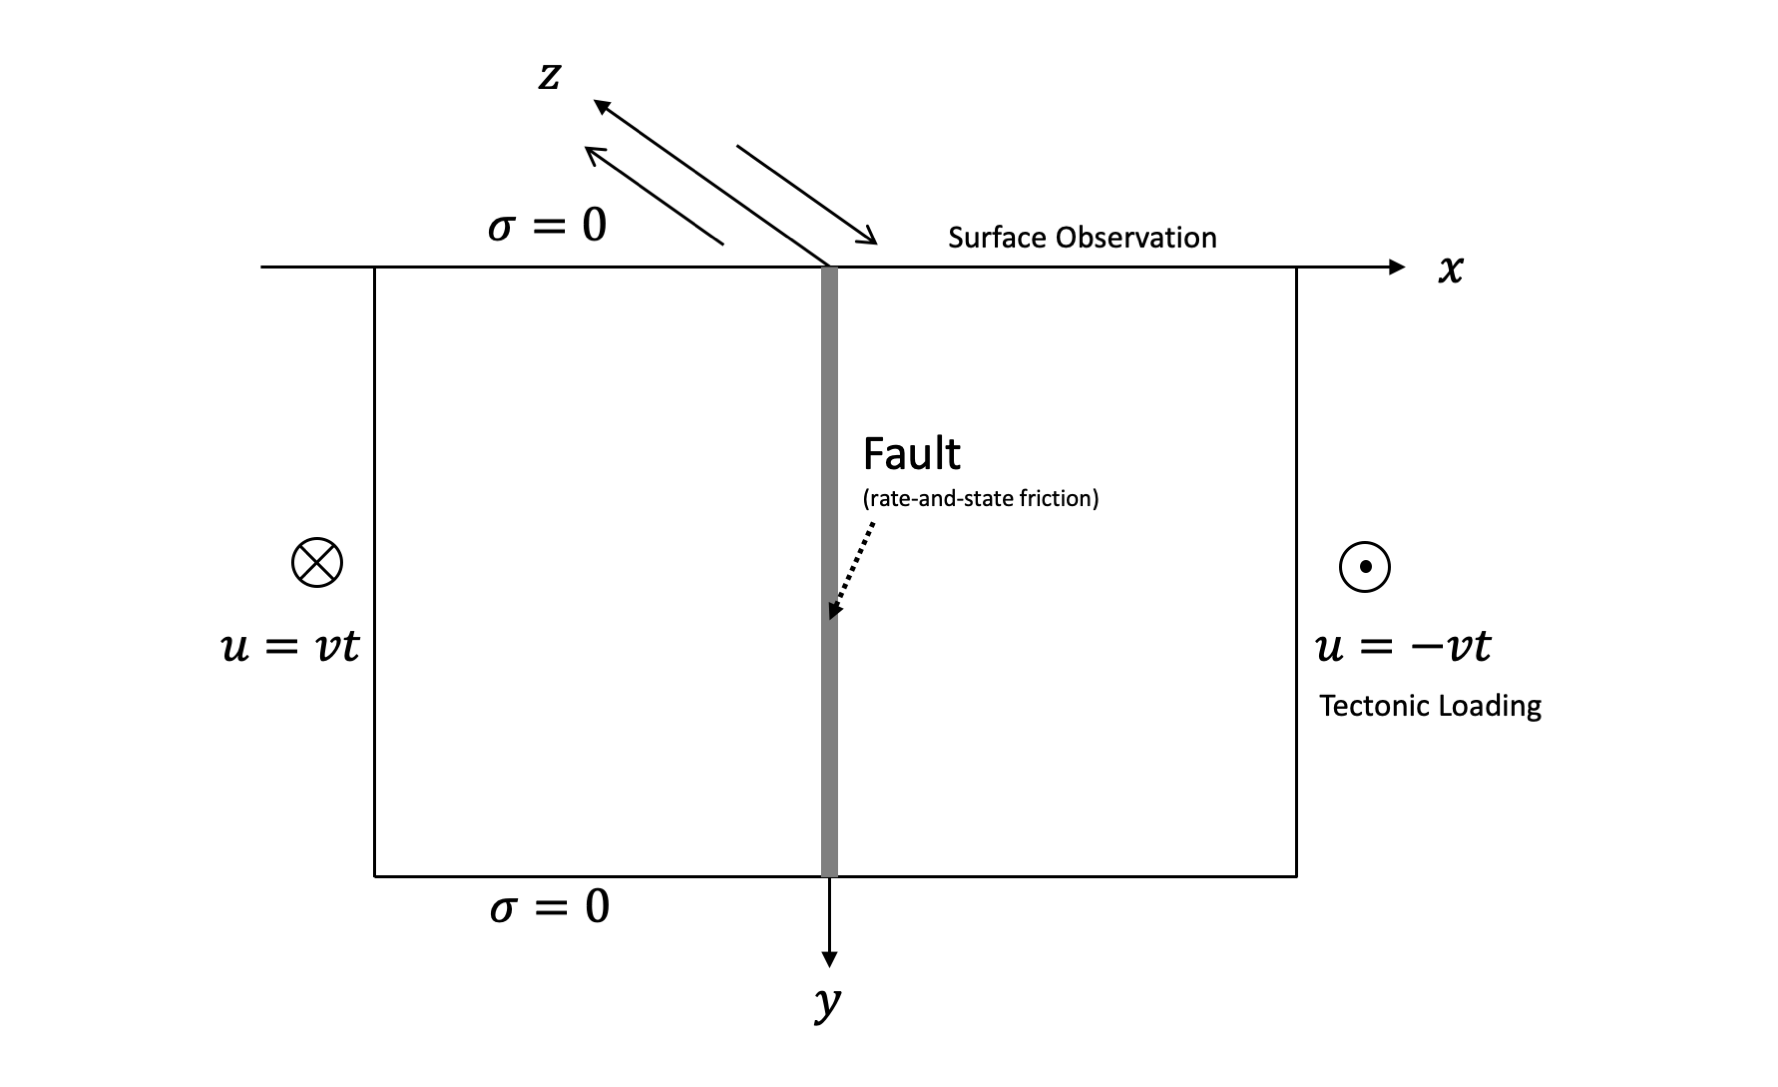 z
σ = 0
Surface Observation
x
Fault
(rate-and-state friction)
u = vt
u = −vt
Tectonic Loading
σ = 0
y